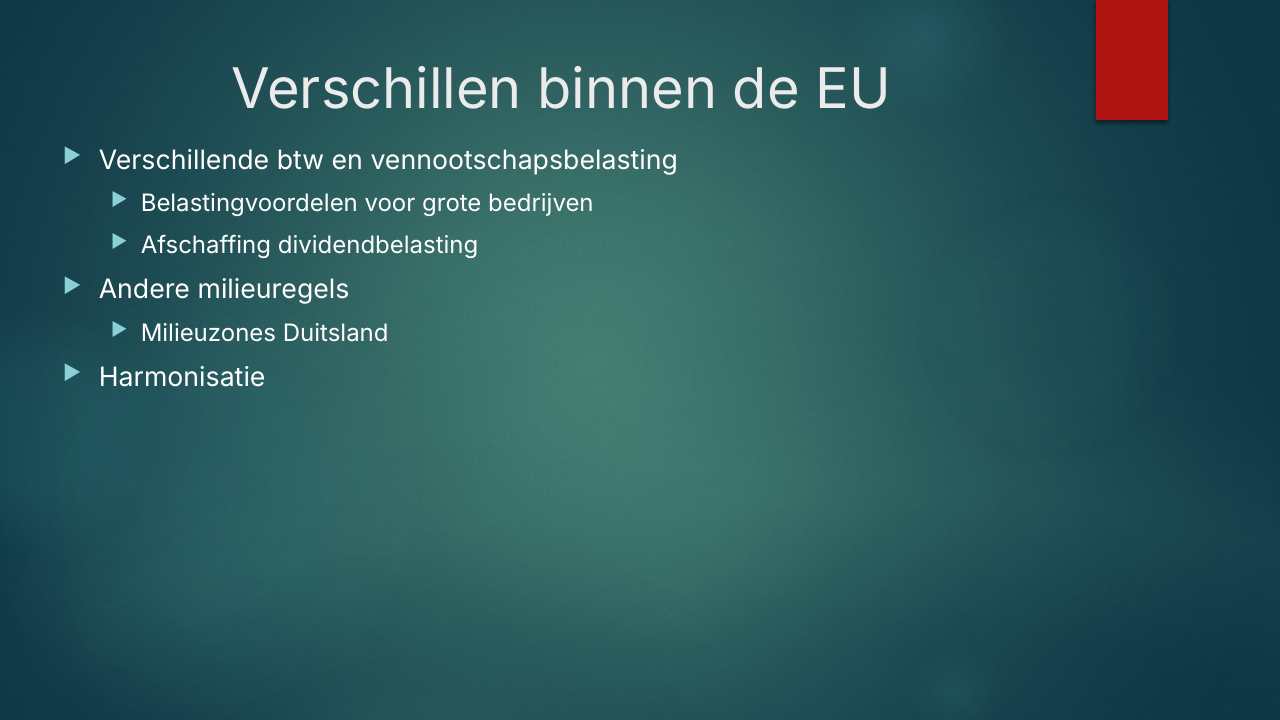 Verschillen binnen de EU
Verschillende btw en vennootschapsbelasting
Belastingvoordelen voor grote bedrijven
Afschaffing dividendbelasting
Andere milieuregels
Milieuzones Duitsland
Harmonisatie